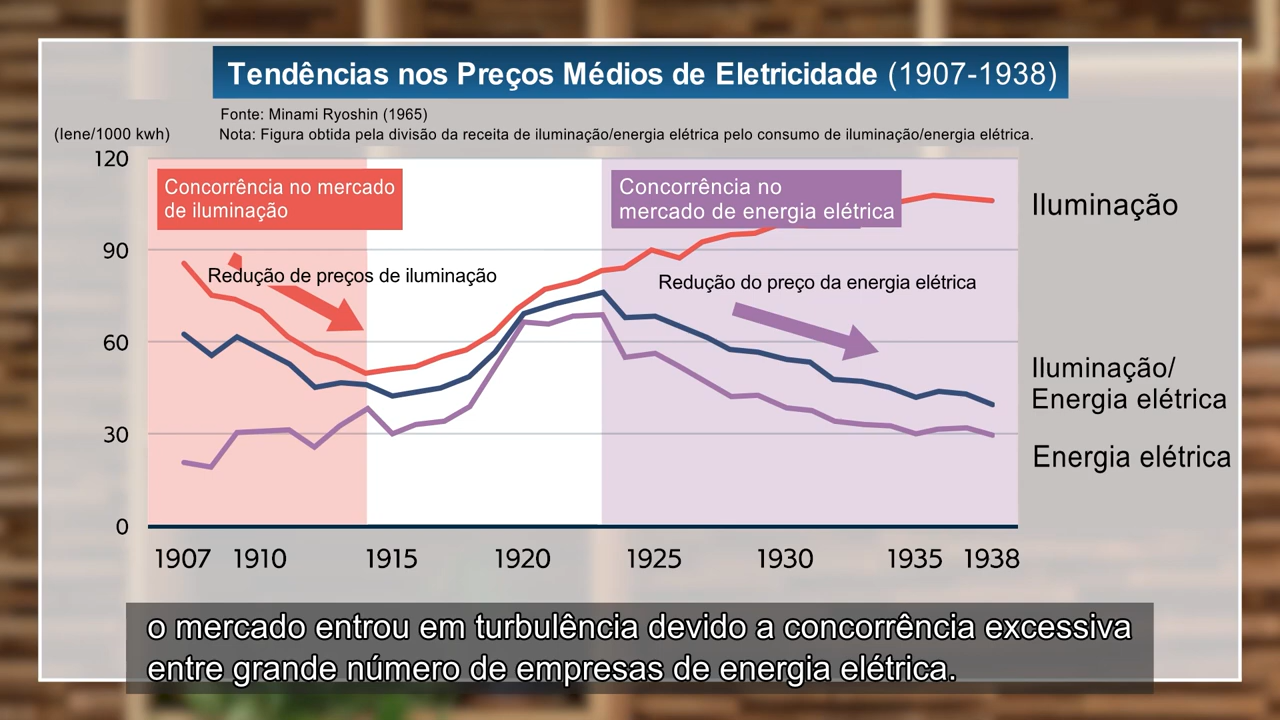 Tendências nos Preços Médios de Eletricidade (1907-1938)
Fonte: Minami Ryoshin (1965)
(Iene/1000 kwh)
Nota: Figura obtida pela divisão da receita de iluminação/energia elétrica pelo consumo de iluminação/energia elétrica.
120
90
60
30
0
Concorrência no mercado
de iluminação
Redução de preços de iluminação
Concorrência no
mercado de energia elétrica
Redução do preço da energia elétrica
Iluminação
Iluminação/
Energia elétrica
Energia elétrica
1907 1910 1915 1920 1925 1930 1935 1938
o mercado entrou em turbulência devido a concorrência excessiva
entre grande número de empresas de energia elétrica.